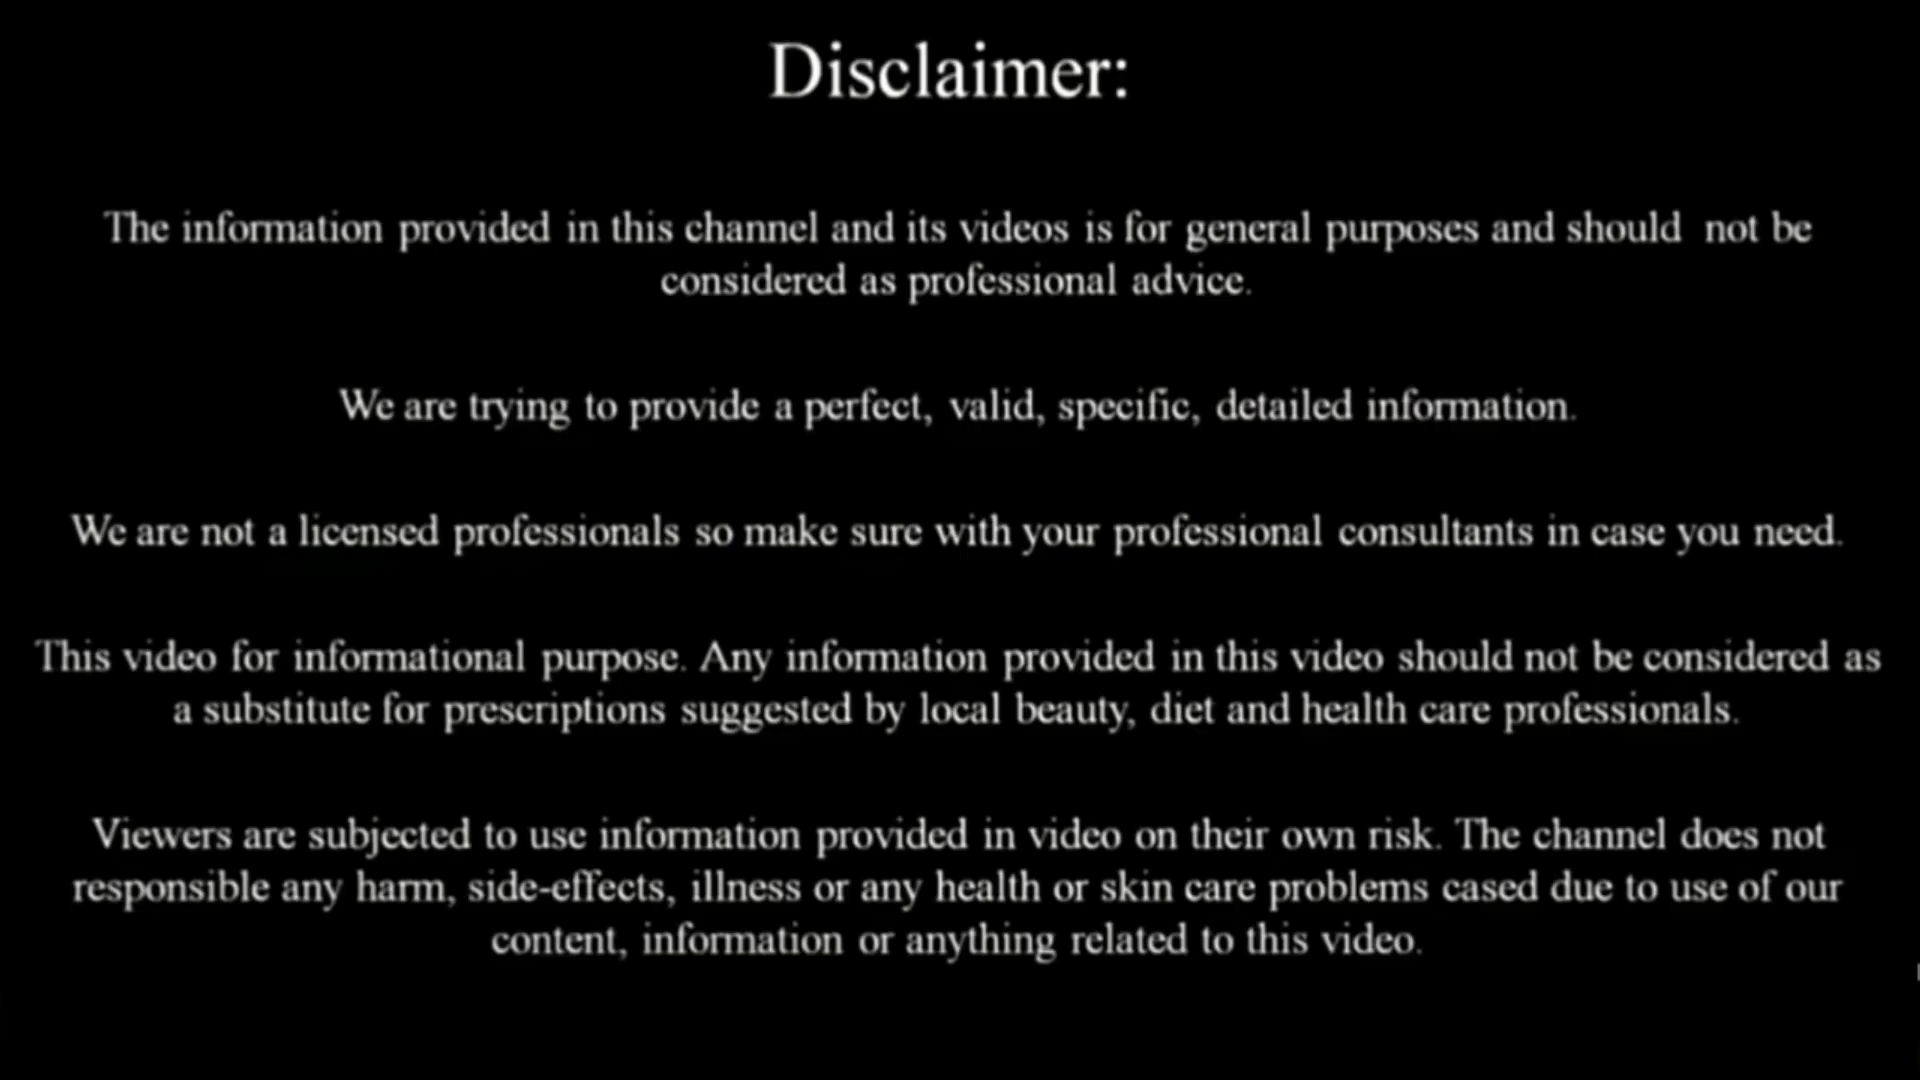 Disclaimer:
The information provided in this channel and its videos is for general purposes and should not be
considered as professional advice.
We are trying to provide a perfect, valid, specific, detailed information.
We are not a licensed professionals so make sure with your professional consultants in case you need.
This video for informational purpose. Any information provided in this video should not be considered as
a substitute for prescriptions suggested by local beauty, diet and health care professionals.
Viewers are subjected to use information provided in video on their own risk. The channel does not
responsible any harm, side-effects, illness or any health or skin care problems cased due to use of our
content, information or anything related to this video.